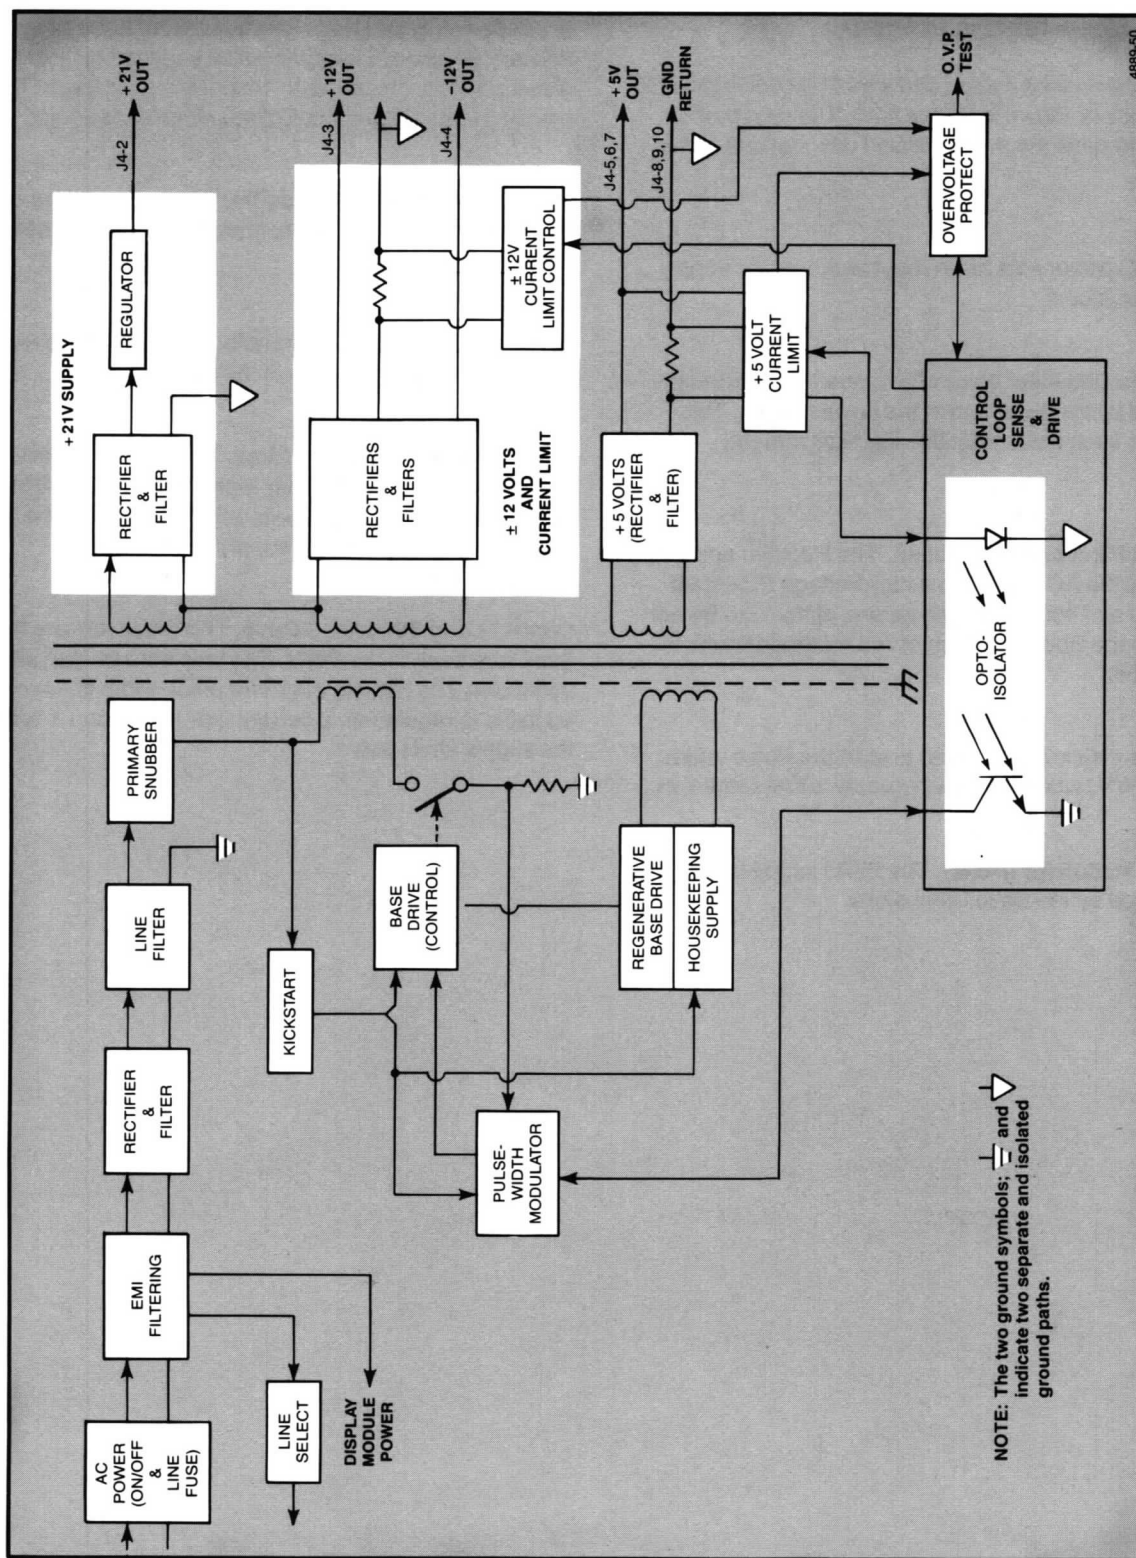 AC
POWER
(ON/OFF
&
LINE
FUSE)
EMI
FILTERING
RECTIFIER
&
FILTER
LINE
FILTER
PRIMARY
SNUBBER
LINE
SELECT
DISPLAY
MODULE
POWER
KICKSTART
BASE
DRIVE
(CONTROL)
PULSE-
WIDTH
MODULATOR
REGENERATIVE
BASE DRIVE
HOUSEKEEPING
SUPPLY
+21V SUPPLY
RECTIFIER
&
FILTER
REGULATOR
J4-2
+21V
OUT
RECTIFIERS
&
FILTERS
± 12 VOLTS
AND
CURRENT LIMIT
± 12V
CURRENT
LIMIT CONTROL
J4-3
+12V
OUT
J4-4
-12V
OUT
+5 VOLTS
(RECTIFIER
&
FILTER)
+5 VOLT
CURRENT
LIMIT
J4-5,6,7
+5V
OUT
J4-8,9,10
GND
RETURN
OPTO-
ISOLATOR
CONTROL
LOOP
SENSE
&
DRIVE
OVERVOLTAGE
PROTECT
O.V.P.
TEST
NOTE: The two ground symbols; and
indicate two separate and isolated
ground paths.
4889-50